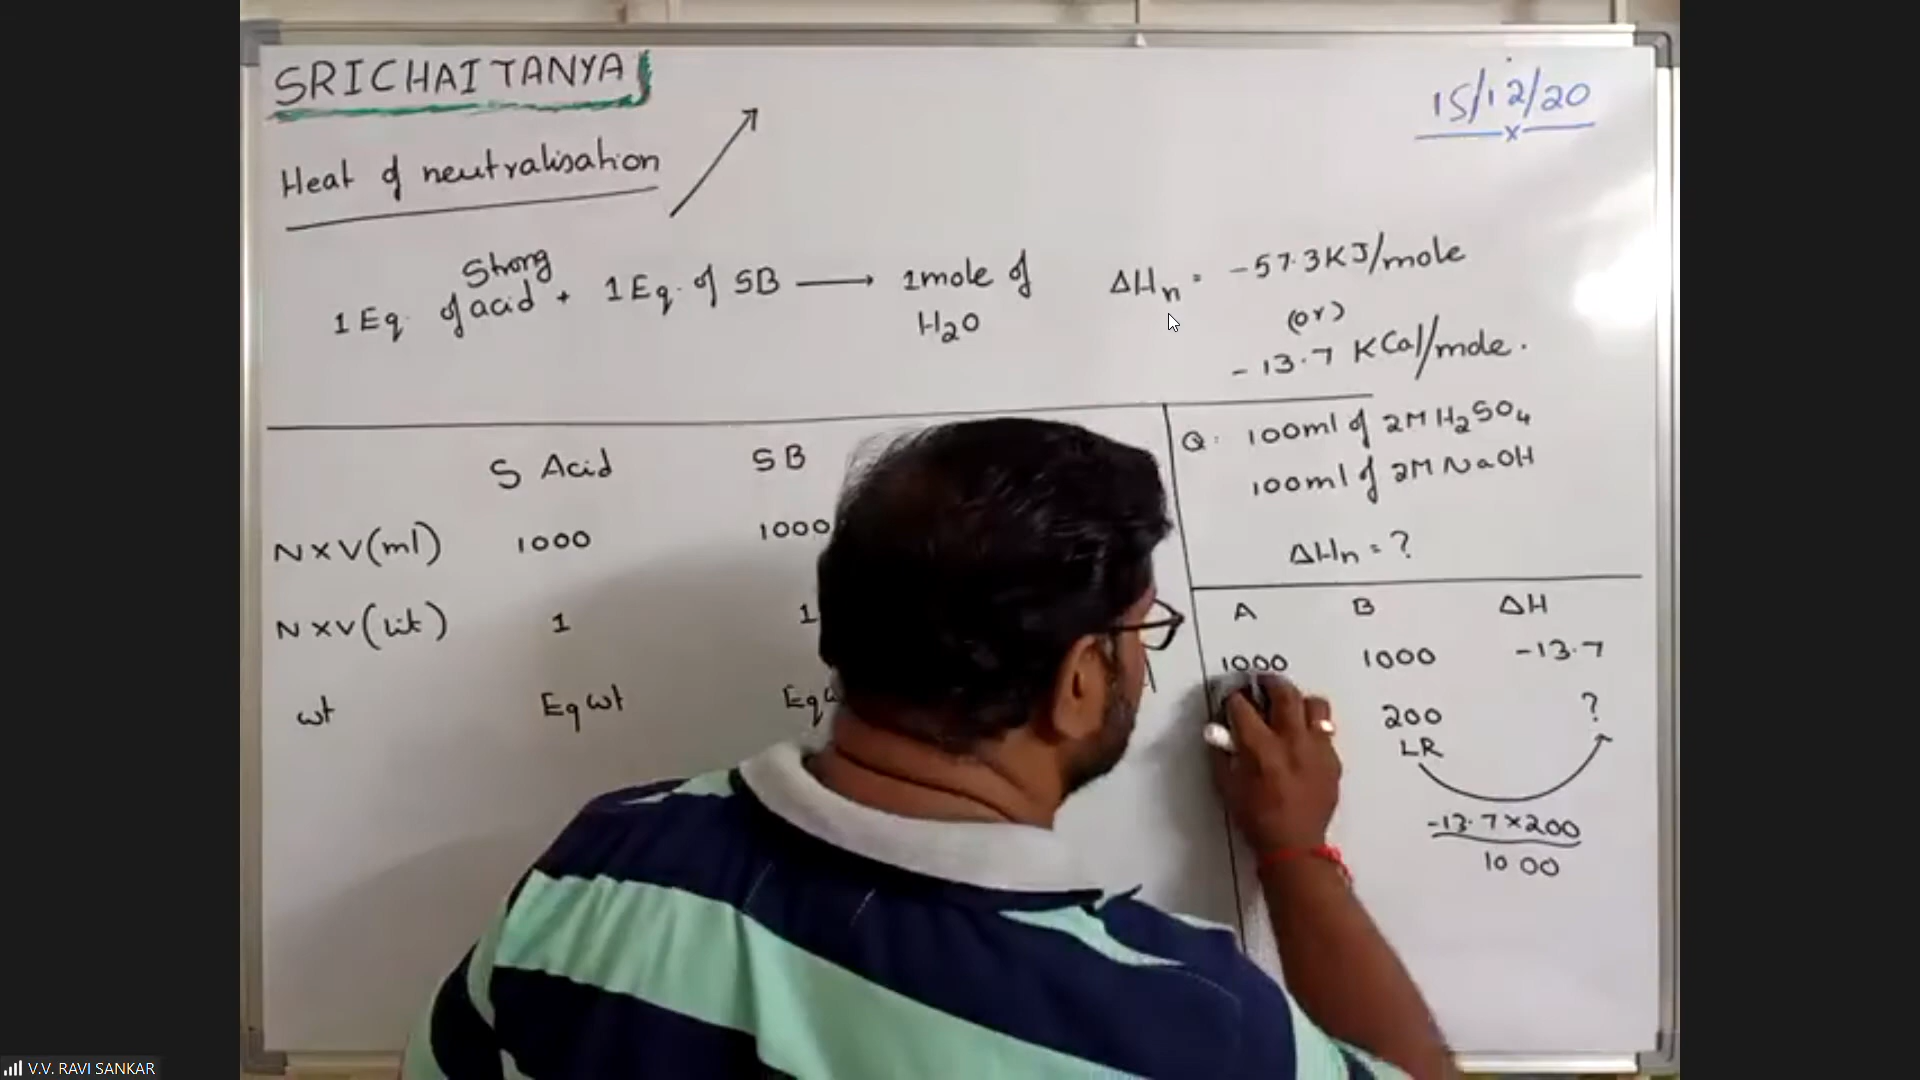 SRICHAITANYA
15/12/20
x
Heat of neutralisation
Strong
1 Eq. of acid + 1 Eq. of SB ⟶ 1 mole of H2O
ΔHn = -57.3 KJ/mole
(or)
- 13.7 KCal/mole.
S Acid SB
N x V (ml) 1000 1000
N x V (lit) 1 1
wt Eq wt Eq
Q: 100ml of 2M H2SO4
100ml of 2M NaOH
ΔHn = ?
A B ΔH
1000 1000 -13.7
200 ?
LR
-13.7 x 200
1000
V.V. RAVI SANKAR